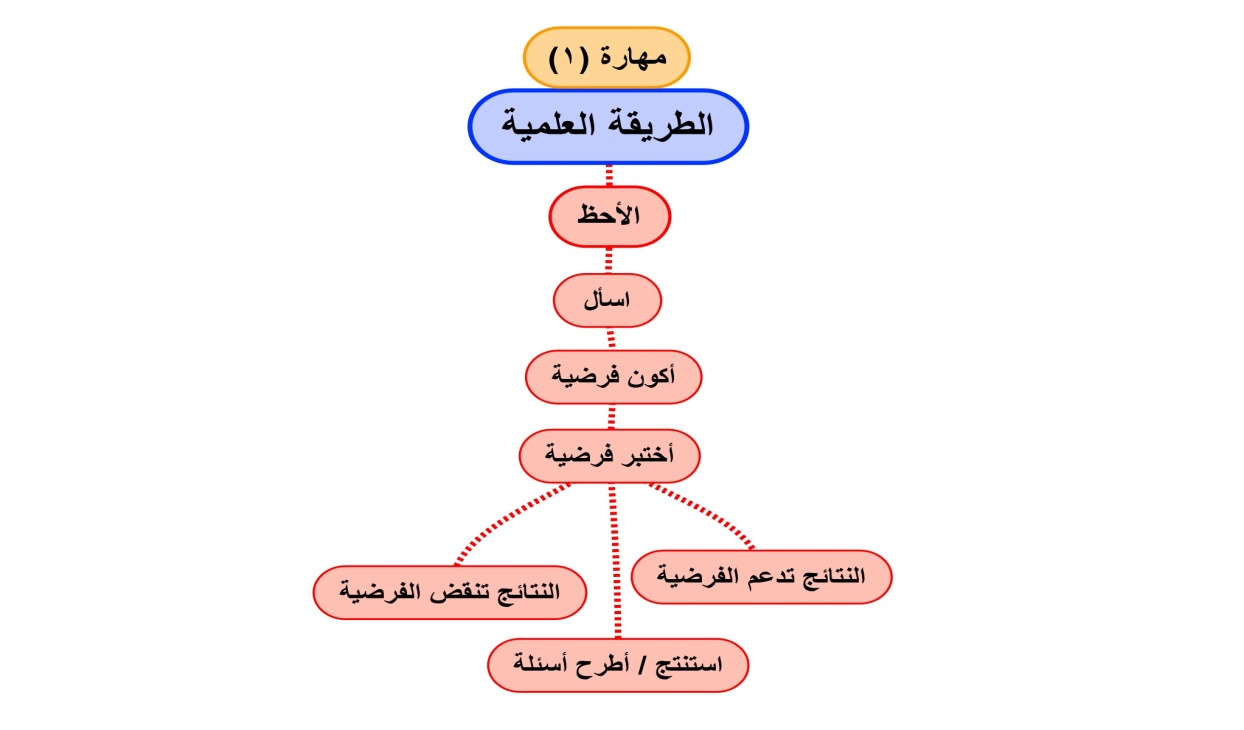 مهارة (١)
الطريقة العلمية
الأحظ
اسأل
أكون فرضية
أختبر فرضية
النتائج تدعم الفرضية
النتائج تنقض الفرضية
استنتج / أطرح أسئلة